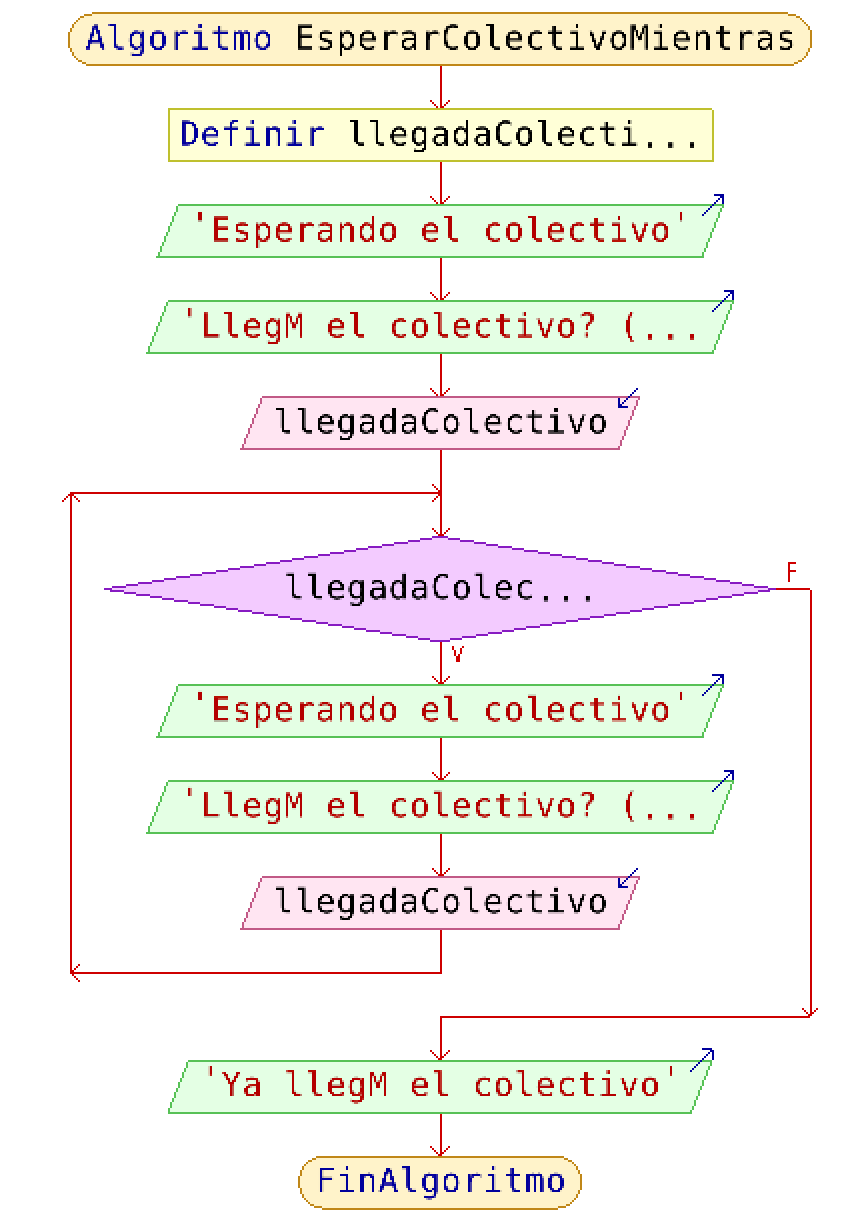 Algoritmo EsperarColectivoMientras
Definir llegadaColecti...
'Esperando el colectivo'
'LlegM el colectivo? (...
llegadaColectivo
llegadaColec...
F
V
'Esperando el colectivo'
'LlegM el colectivo? (...
llegadaColectivo
'Ya llegM el colectivo'
FinAlgoritmo